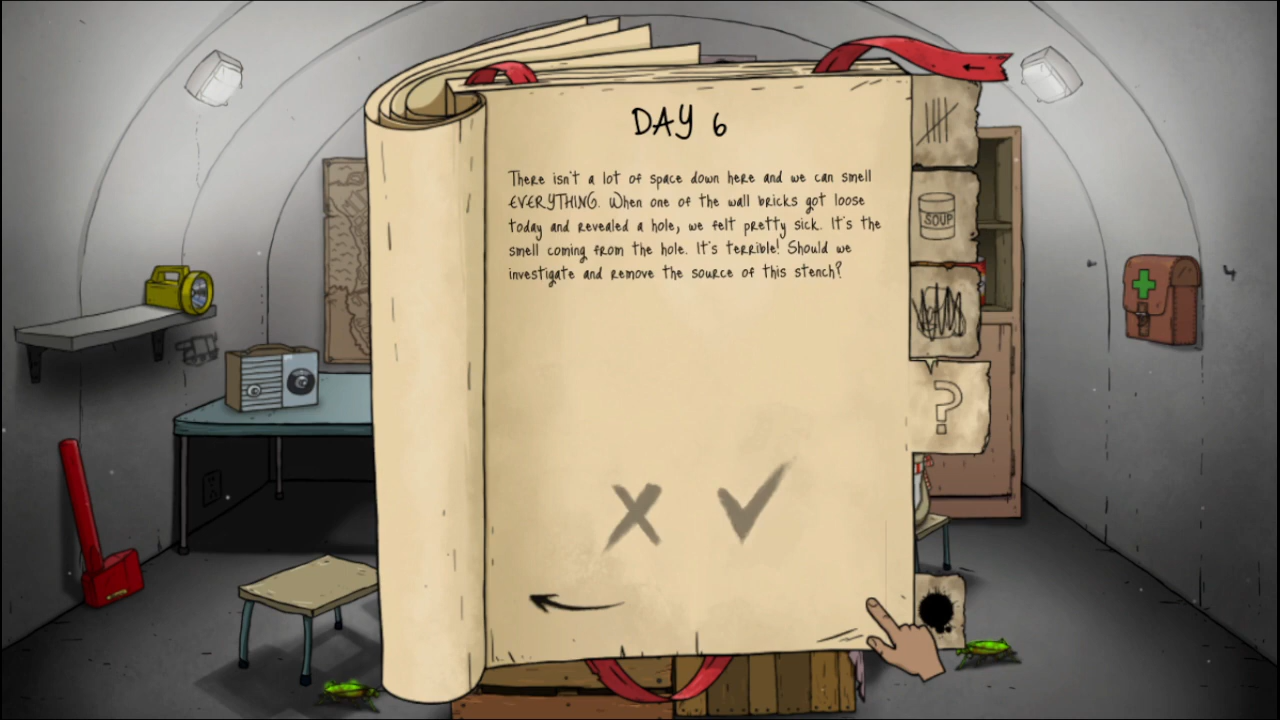 DAY 6
There isn't a lot of space down here and we can smell
EVERYTHING. When one of the wall bricks got loose
today and revealed a hole, we felt pretty sick. It's the
smell coming from the hole. It's terrible! Should we
investigate and remove the source of this stench?
SOUP
?